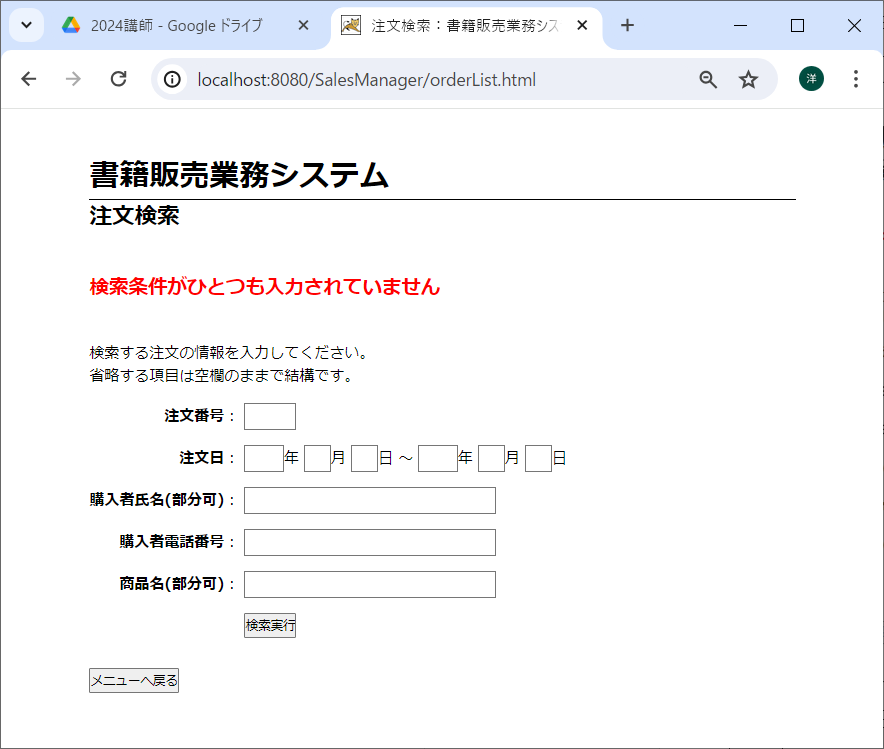 2024講師 - Google ドライブ
注文検索：書籍販売業務シス
localhost:8080/SalesManager/orderList.html
洋
書籍販売業務システム
注文検索
検索条件がひとつも入力されていません
検索する注文の情報を入力してください。
省略する項目は空欄のままで結構です。
注文番号：
注文日： 年 月 日 ～ 年 月 日
購入者氏名(部分可)：
購入者電話番号：
商品名(部分可)：
検索実行
メニューへ戻る